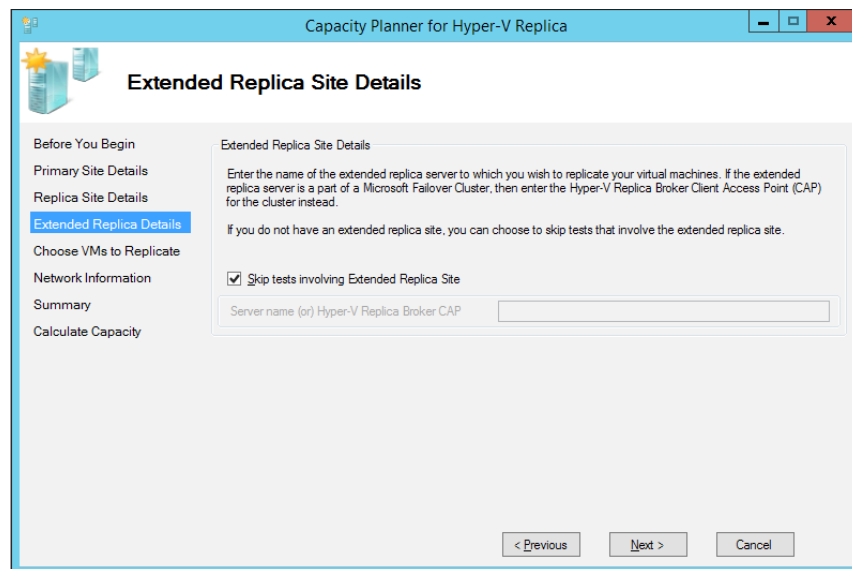 Capacity Planner for Hyper-V Replica
Extended Replica Site Details
Before You Begin
Primary Site Details
Replica Site Details
Extended Replica Details
Choose VMs to Replicate
Network Information
Summary
Calculate Capacity
Extended Replica Site Details
Enter the name of the extended replica server to which you wish to replicate your virtual machines. If the extended
replica server is a part of a Microsoft Failover Cluster, then enter the Hyper-V Replica Broker Client Access Point (CAP)
for the cluster instead.
If you do not have an extended replica site, you can choose to skip tests that involve the extended replica site.
Skip tests involving Extended Replica Site
Server name (or) Hyper-V Replica Broker CAP
< Previous
Next >
Cancel